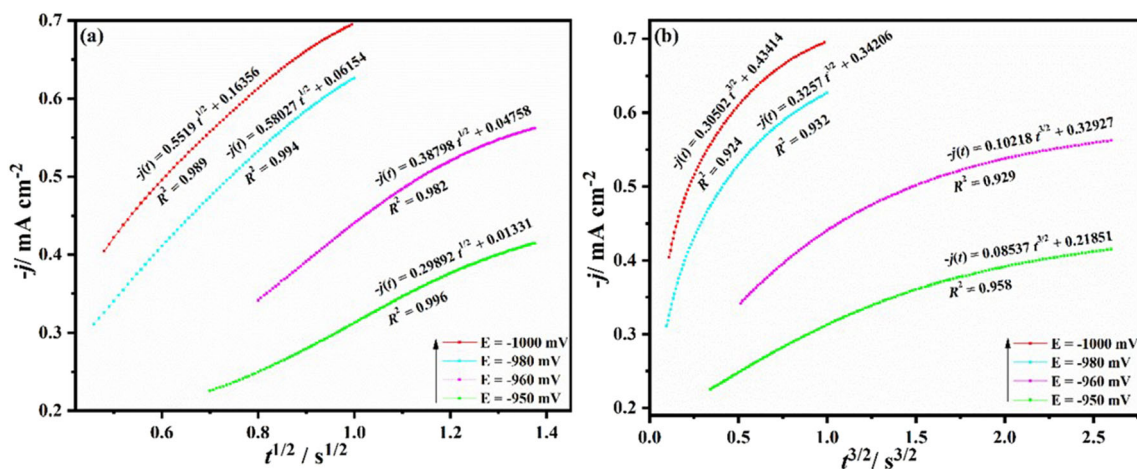 (a)
-j/ mA cm-2
0.7
0.6
0.5
0.4
0.3
0.2
-j(t) = 0.5519 t1/2 + 0.16356
R2 = 0.989
-j(t) = 0.58027 t1/2 + 0.06154
R2 = 0.994
-j(t) = 0.38798 t1/2 + 0.04758
R2 = 0.982
-j(t) = 0.29892 t1/2 + 0.01331
R2 = 0.996
E = -1000 mV
E = -980 mV
E = -960 mV
E = -950 mV
0.6 0.8 1.0 1.2 1.4
t1/2 / s1/2
(b)
-j/ mA cm-2
0.7
0.6
0.5
0.4
0.3
0.2
-j(t) = 0.30502 t3/2 + 0.43414
R2 = 0.924
-j(t) = 0.3257 t3/2 + 0.34206
R2 = 0.932
-j(t) = 0.10218 t3/2 + 0.32927
R2 = 0.929
-j(t) = 0.08537 t3/2 + 0.21851
R2 = 0.958
E = -1000 mV
E = -980 mV
E = -960 mV
E = -950 mV
0.0 0.5 1.0 1.5 2.0 2.5
t3/2/ s3/2